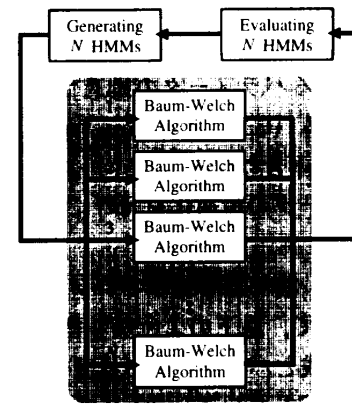 Generating
N HMMs
Evaluating
N HMMs
Baum-Welch
Algorithm
Baum-Welch
Algorithm
Baum-Welch
Algorithm
Baum-Welch
Algorithm